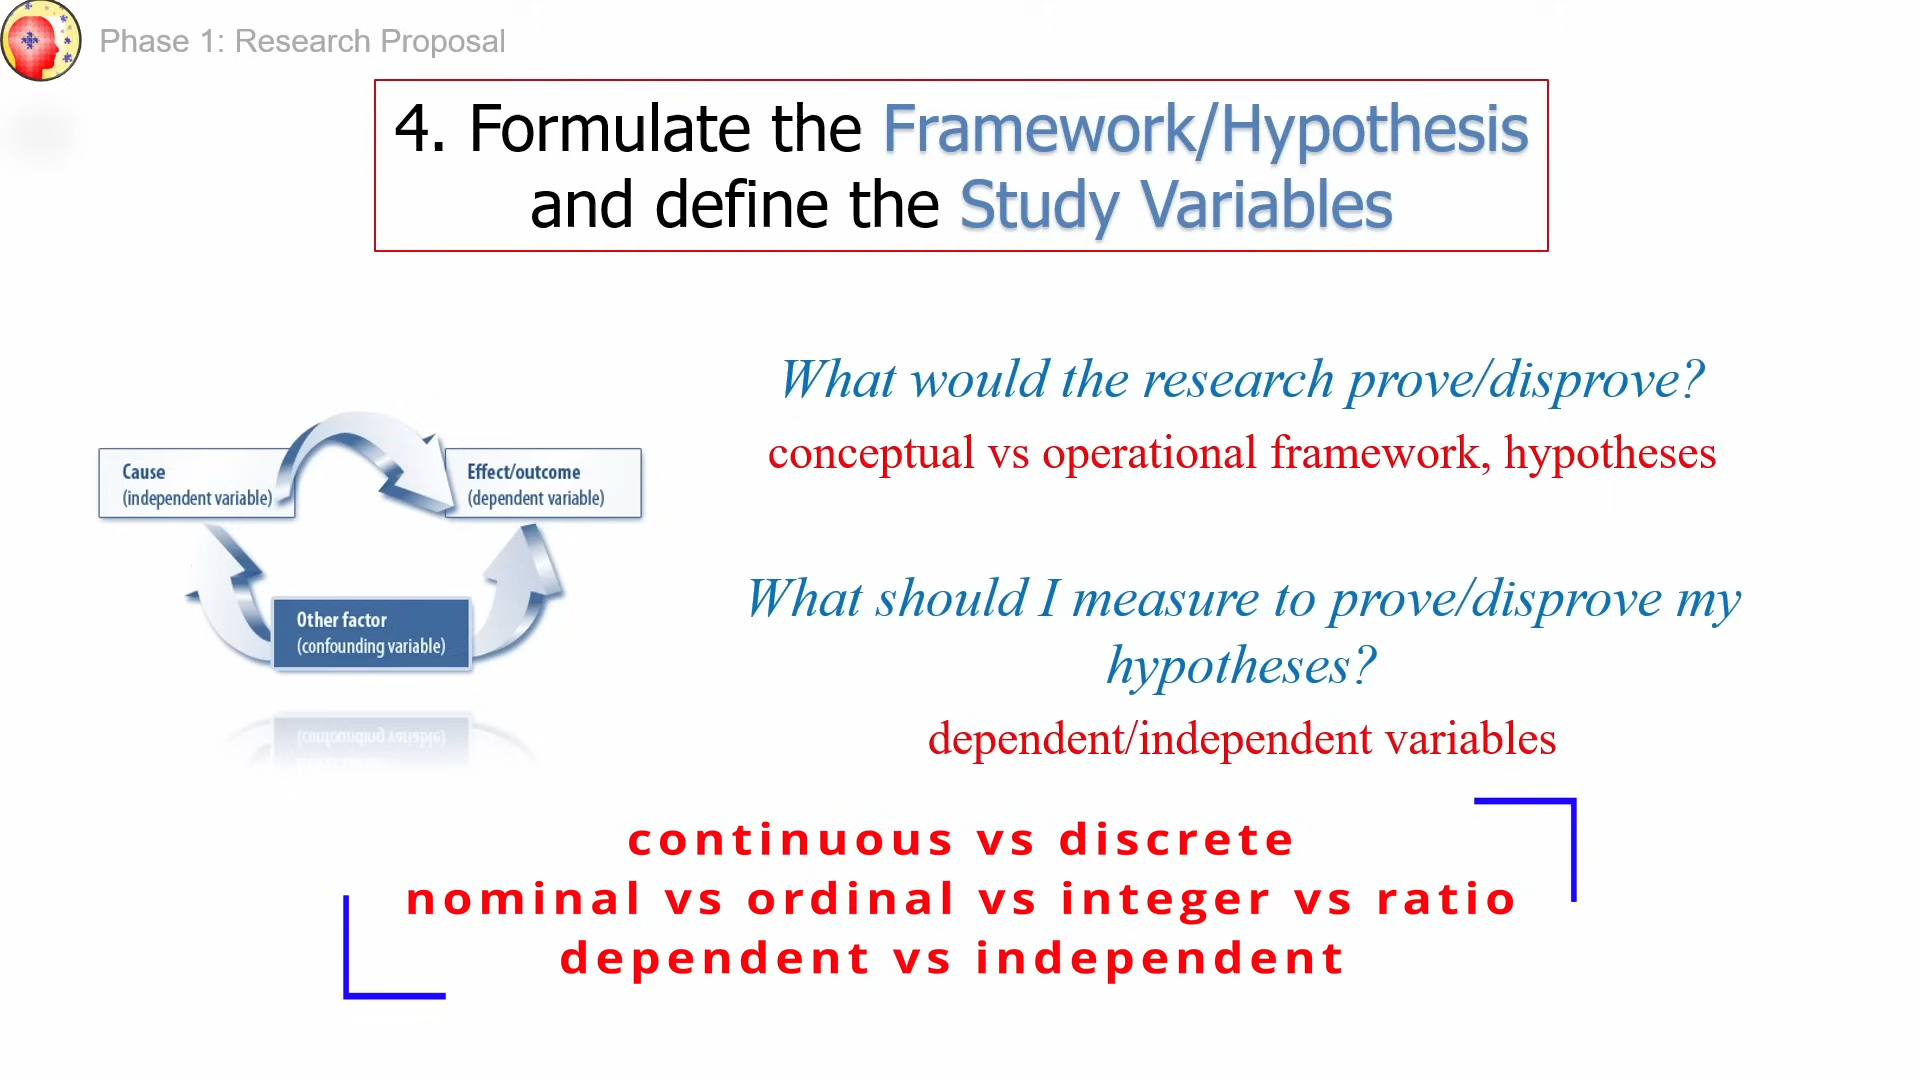 Phase 1: Research Proposal
4. Formulate the Framework/Hypothesis
and define the Study Variables
What would the research prove/disprove?
conceptual vs operational framework, hypotheses
Cause
(independent variable)
Effect/outcome
(dependent variable)
Other factor
(confounding variable)
What should I measure to prove/disprove my
hypotheses?
dependent/independent variables
(confounding variable)
continuous vs discrete
nominal vs ordinal vs integer vs ratio
dependent vs independent